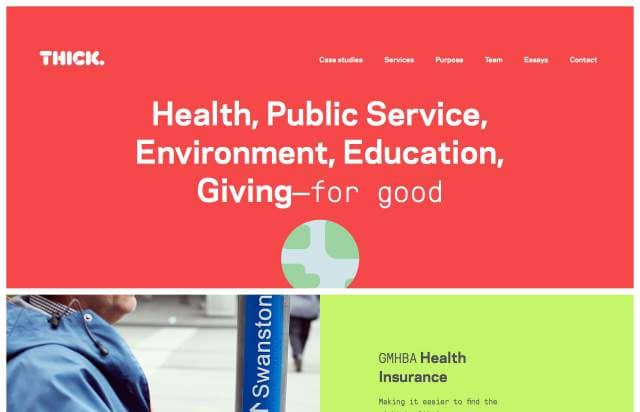 THICK.
Case studies Services Purpose Team Essays Contact
Health, Public Service,
Environment, Education,
Giving—for good
Swanston
GMHBA Health
Insurance
Making it easier to find the